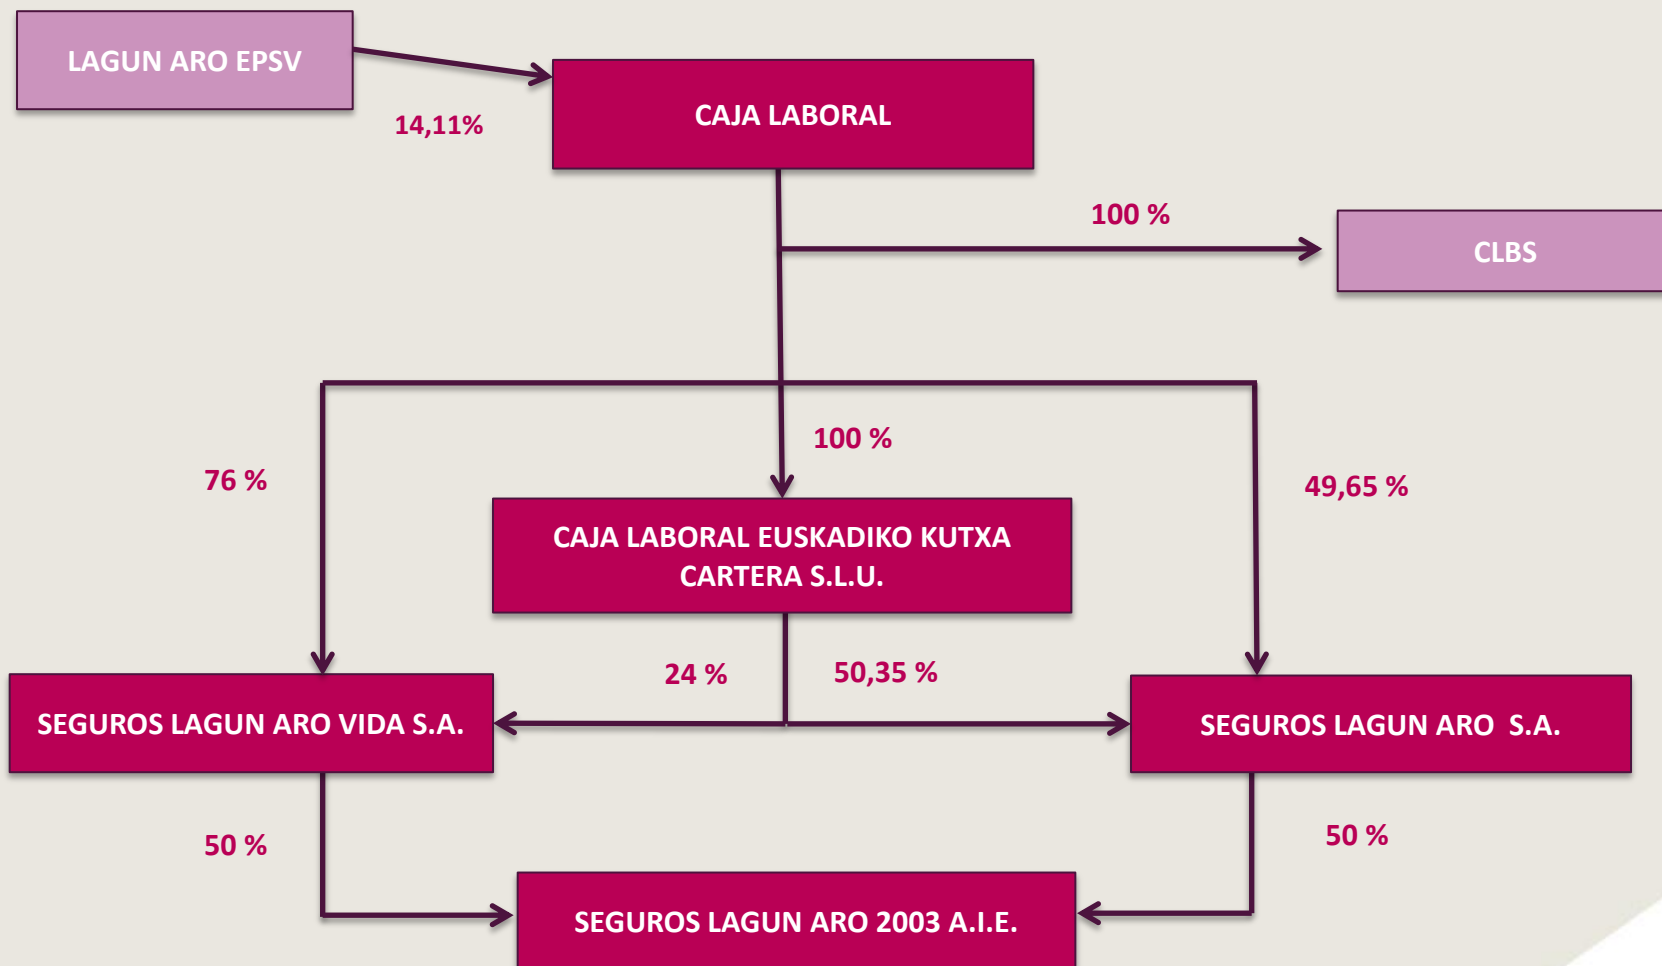 LAGUN ARO EPSV
14,11%
CAJA LABORAL
100 %
CLBS
76 %
100 %
49,65 %
CAJA LABORAL EUSKADIKO KUTXA
CARTERA S.L.U.
24 %
50,35 %
SEGUROS LAGUN ARO VIDA S.A.
SEGUROS LAGUN ARO S.A.
50 %
50 %
SEGUROS LAGUN ARO 2003 A.I.E.